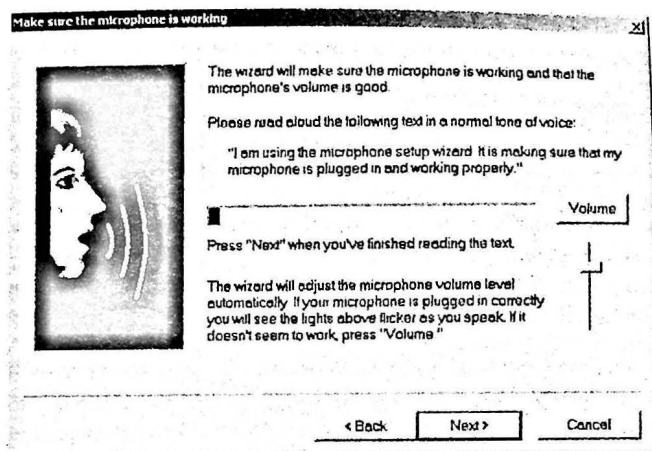 Make sure the microphone is working
The wizard will make sure the microphone is working and that the
microphone's volume is good.
Please read aloud the following text in a normal tone of voice:
"I am using the microphone setup wizard. It is making sure that my
microphone is plugged in and working properly."
Volume
Press "Next" when you've finished reading the text.
The wizard will adjust the microphone volume level
automatically. If your microphone is plugged in correctly
you will see the lights above flicker as you speak. If it
doesn't seem to work, press "Volume."
< Back
Next >
Cancel